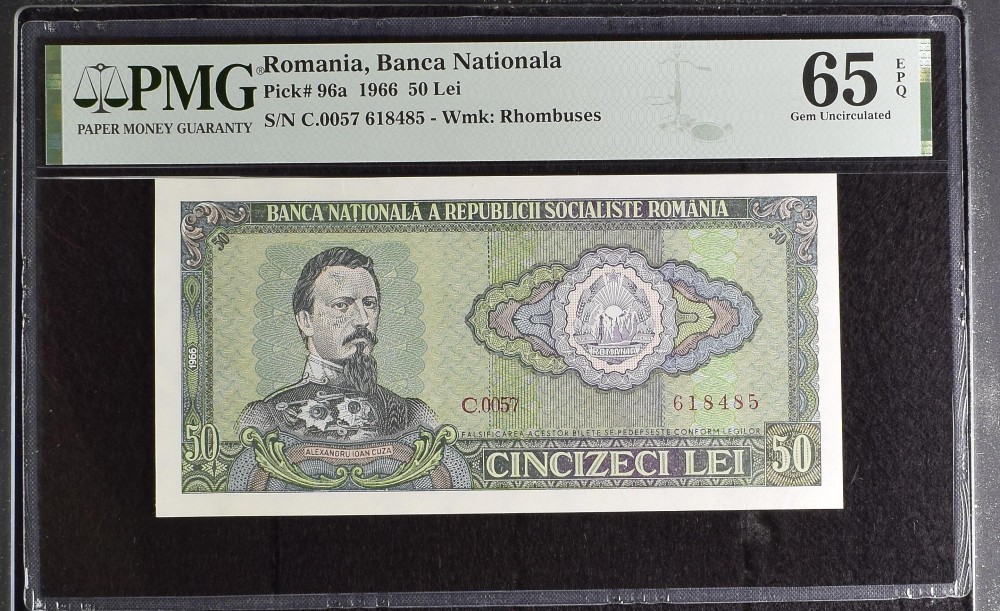 PMG®
PAPER MONEY GUARANTY
Romania, Banca Nationala
Pick# 96a 1966 50 Lei
S/N C.0057 618485 - Wmk: Rhombuses
65
EPQ
Gem Uncirculated
BANCA NAȚIONALĂ A REPUBLICII SOCIALISTE ROMÂNIA
50
50
1966
ROMANIA
C.0057
618485
FALSIFICAREA ACESTOR BILETE SE PEDEPSEȘTE CONFORM LEGILOR
50
ALEXANDRU IOAN CUZA
CINCIZECI LEI
50